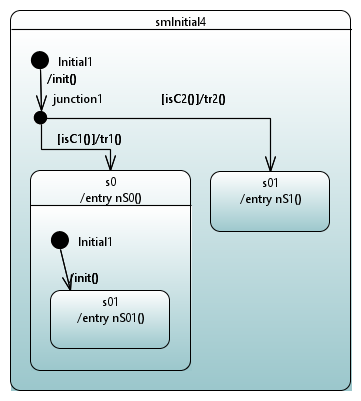 smInitial4
Initial1
/init()
junction1
[isC2()]/tr2()
[isC1()]/tr1()
s0
/entry nS0()
s01
/entry nS1()
Initial1
/init()
s01
/entry nS01()